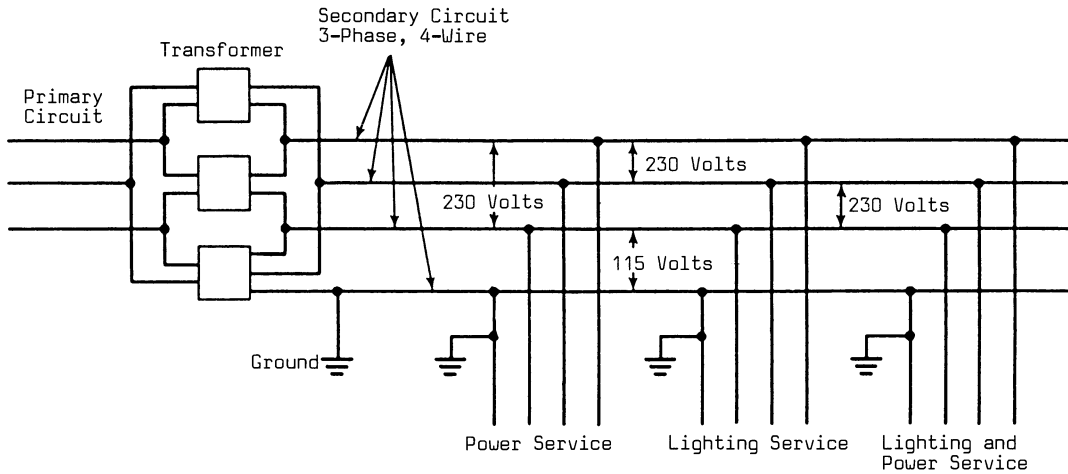 Secondary Circuit
3-Phase, 4-Wire
Transformer
Primary
Circuit
230 Volts
230 Volts
230 Volts
115 Volts
Ground
Power Service
Lighting Service
Lighting and
Power Service